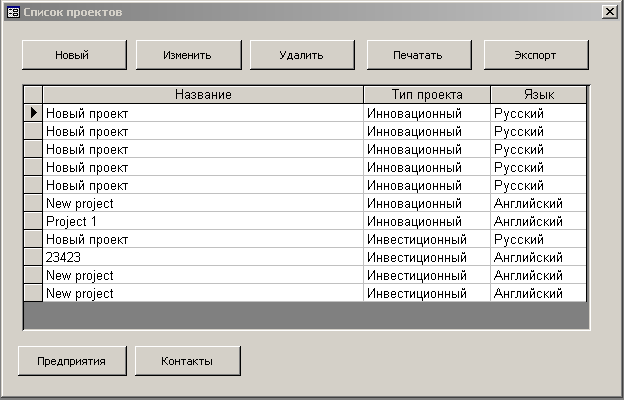 Список проектов
Новый Изменить Удалить Печатать Экспорт
Название Тип проекта Язык
Новый проект Инновационный Русский
Новый проект Инновационный Русский
Новый проект Инновационный Русский
Новый проект Инновационный Русский
Новый проект Инновационный Русский
New project Инновационный Английский
Project 1 Инновационный Английский
Новый проект Инвестиционный Русский
23423 Инвестиционный Английский
New project Инвестиционный Английский
New project Инвестиционный Английский
Предприятия Контакты